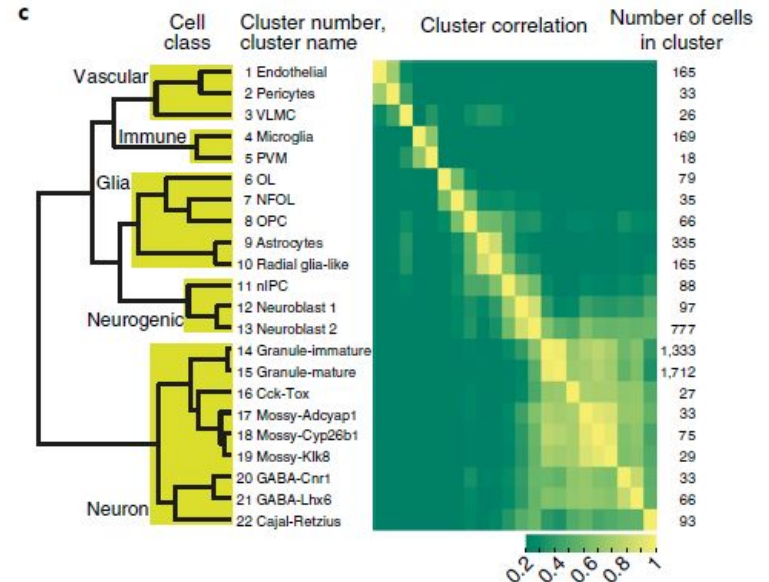 c
Cell class
Cluster number, cluster name
Cluster correlation
Number of cells in cluster
Vascular
1 Endothelial 165
2 Pericytes 33
3 VLMC 26
Immune
4 Microglia 169
5 PVM 18
Glia
6 OL 79
7 NFOL 35
8 OPC 66
9 Astrocytes 335
10 Radial glia-like 165
Neurogenic
11 nIPC 88
12 Neuroblast 1 97
13 Neuroblast 2 777
14 Granule-immature 1,333
15 Granule-mature 1,712
16 Cck-Tox 27
17 Mossy-Adcyap1 33
18 Mossy-Cyp26b1 75
19 Mossy-Klk8 29
20 GABA-Cnr1 33
21 GABA-Lhx6 66
Neuron
22 Cajal-Retzius 93
0.2 0.4 0.6 0.8 1